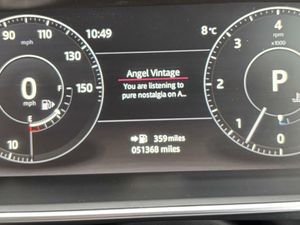 90
110
mph
130
150
10:49
8°C
Angel Vintage
You are listening to
pure nostalgia on A...
0
mph
F
E
10
359 miles
051368 miles
4
x1000
3
2
1
0
P